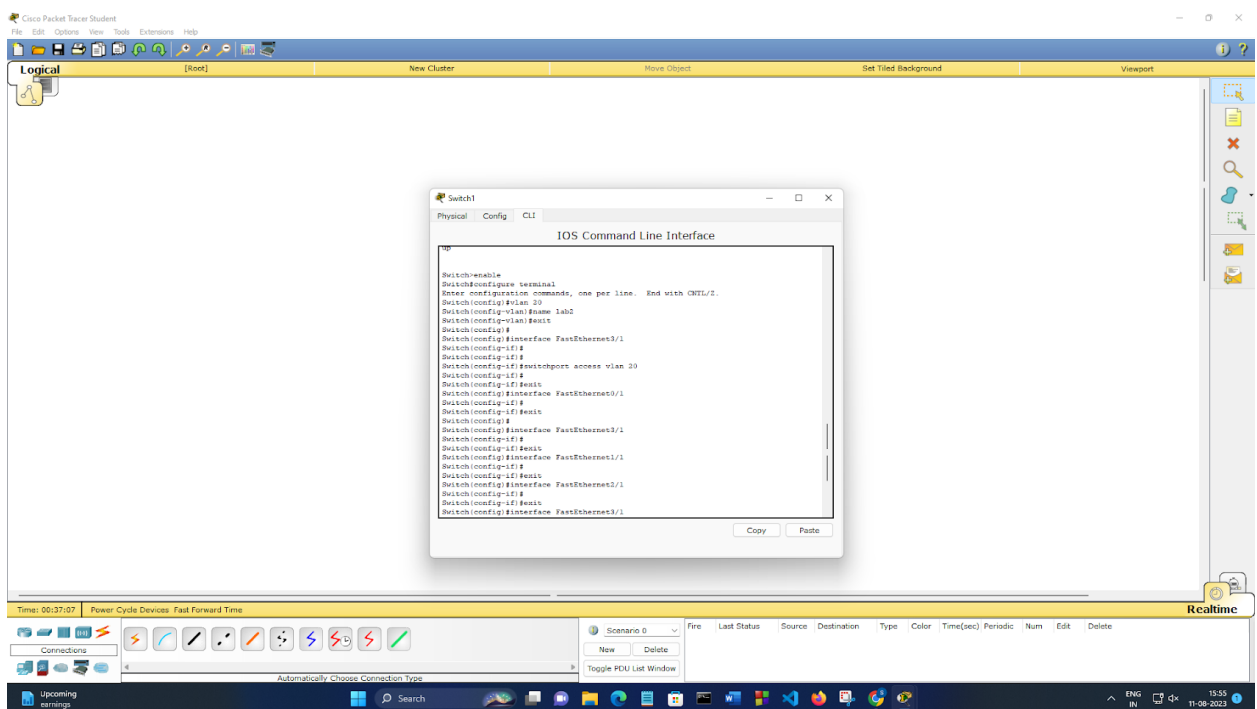 Cisco Packet Tracer Student
File Edit Options View Tools Extensions Help
Logical [Root] New Cluster Move Object Set Tiled Background Viewport
Switch1
Physical Config CLI
IOS Command Line Interface
up
Switch>enable
Switch#configure terminal
Enter configuration commands, one per line. End with CNTL/Z.
Switch(config)#vlan 20
Switch(config-vlan)#name lab2
Switch(config-vlan)#exit
Switch(config)#
Switch(config)#interface FastEthernet3/1
Switch(config-if)#
Switch(config-if)#
Switch(config-if)#switchport access vlan 20
Switch(config-if)#
Switch(config-if)#exit
Switch(config)#interface FastEthernet0/1
Switch(config-if)#
Switch(config-if)#exit
Switch(config)#
Switch(config)#interface FastEthernet3/1
Switch(config-if)#
Switch(config-if)#exit
Switch(config)#interface FastEthernet1/1
Switch(config-if)#
Switch(config-if)#exit
Switch(config)#interface FastEthernet2/1
Switch(config-if)#
Switch(config-if)#exit
Switch(config)#interface FastEthernet3/1
Copy Paste
Time: 00:37:07 Power Cycle Devices Fast Forward Time Realtime
Connections
Automatically Choose Connection Type
Scenario 0
New Delete
Toggle PDU List Window
Fire Last Status Source Destination Type Color Time(sec) Periodic Num Edit Delete
Upcoming
earnings
Search
ENG
IN
15:55
11-08-2023